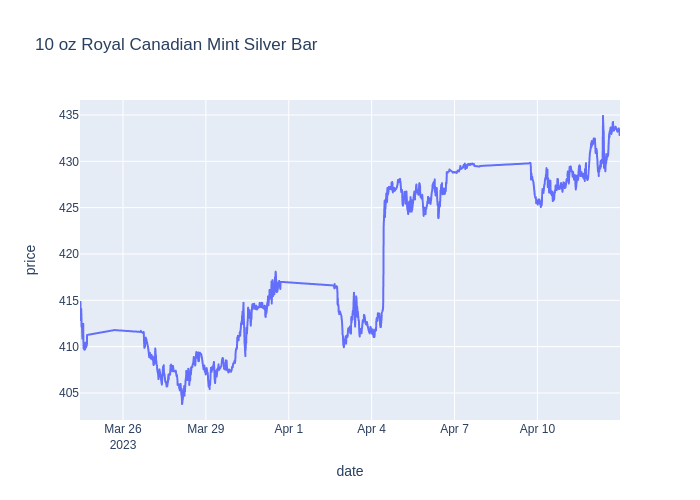 10 oz Royal Canadian Mint Silver Bar
435
430
425
420
415
410
405
price
Mar 26
2023
Mar 29
Apr 1
Apr 4
Apr 7
Apr 10
date